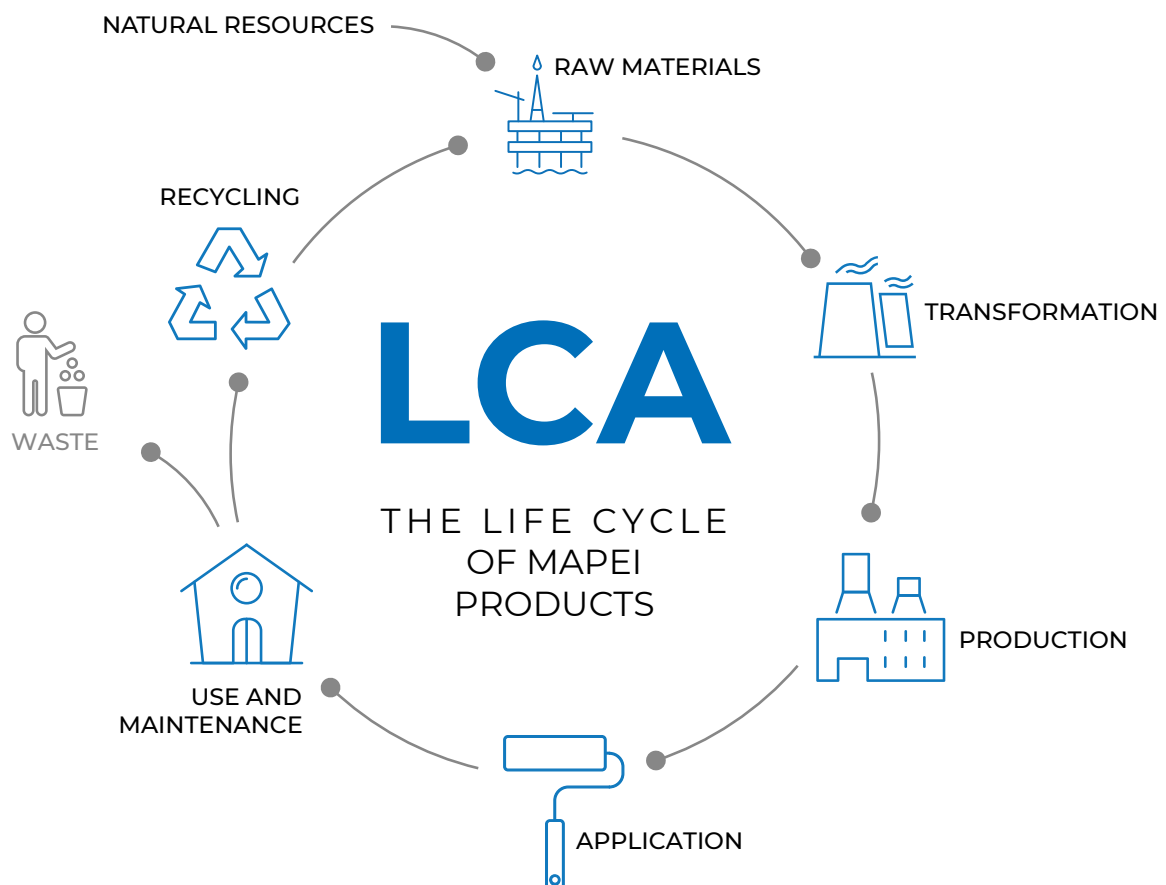 NATURAL RESOURCES
RAW MATERIALS
RECYCLING
TRANSFORMATION
LCA
WASTE
THE LIFE CYCLE
OF MAPEI
PRODUCTS
PRODUCTION
USE AND
MAINTENANCE
APPLICATION